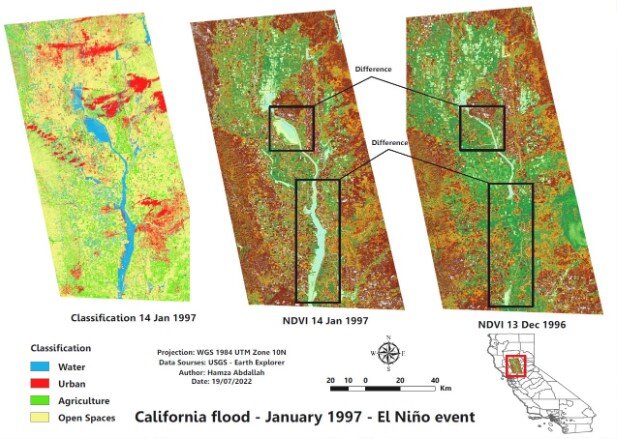 Difference
Difference
Classification 14 Jan 1997
NDVI 14 Jan 1997
NDVI 13 Dec 1996
Classification
Water
Urban
Agriculture
Open Spaces
Projection: WGS 1984 UTM Zone 10N
Data Sourses: USGS - Earth Explorer
Author: Hamza Abdallah
Date: 19/07/2022
N
W E
S
20 10 0 20 40
Km
California flood - January 1997 - El Niño event